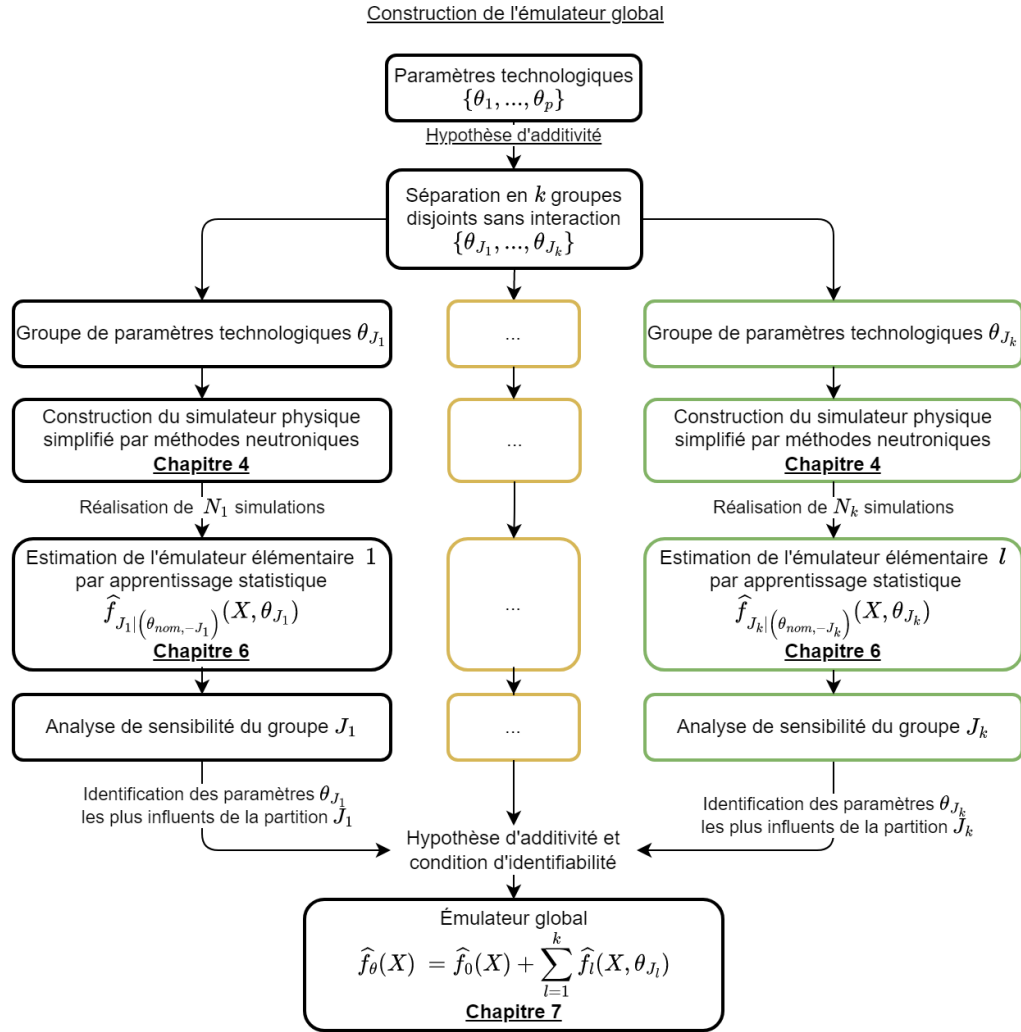 Construction de l'émulateur global
Paramètres technologiques
{θ_1, ..., θ_p}
Hypothèse d'additivité
Séparation en k groupes
disjoints sans interaction
{θ_{J_1}, ..., θ_{J_k}}
Groupe de paramètres technologiques θ_{J_1}
Construction du simulateur physique
simplifié par méthodes neutroniques
Chapitre 4
Réalisation de N_1 simulations
Estimation de l'émulateur élémentaire 1
par apprentissage statistique
\hat{f}_{J_1|(θ_{nom,-J_1})}(X, θ_{J_1})
Chapitre 6
Analyse de sensibilité du groupe J_1
Identification des paramètres θ_{J_1}
les plus influents de la partition J_1
...
...
...
...
Groupe de paramètres technologiques θ_{J_k}
Construction du simulateur physique
simplifié par méthodes neutroniques
Chapitre 4
Réalisation de N_k simulations
Estimation de l'émulateur élémentaire l
par apprentissage statistique
\hat{f}_{J_k|(θ_{nom,-J_k})}(X, θ_{J_k})
Chapitre 6
Analyse de sensibilité du groupe J_k
Identification des paramètres θ_{J_k}
les plus influents de la partition J_k
Hypothèse d'additivité et
condition d'identifiabilité
Émulateur global
\hat{f}_θ(X) = \hat{f}_0(X) + \sum_{l=1}^{k} \hat{f}_l(X, θ_{J_l})
Chapitre 7